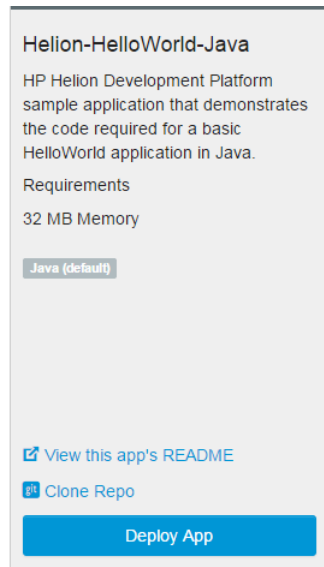 Helion-HelloWorld-Java
HP Helion Development Platform
sample application that demonstrates
the code required for a basic
HelloWorld application in Java.
Requirements
32 MB Memory
Java (default)
View this app's README
git Clone Repo
Deploy App